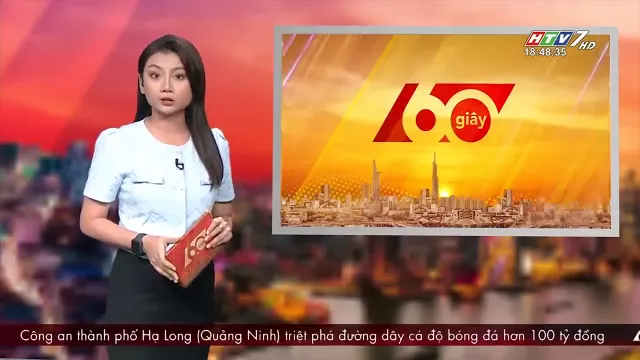 HTV7 HD
18:48:35
60 giây
60
Công an thành phố Hạ Long (Quảng Ninh) triệt phá đường dây cá độ bóng đá hơn 100 tỷ đồng